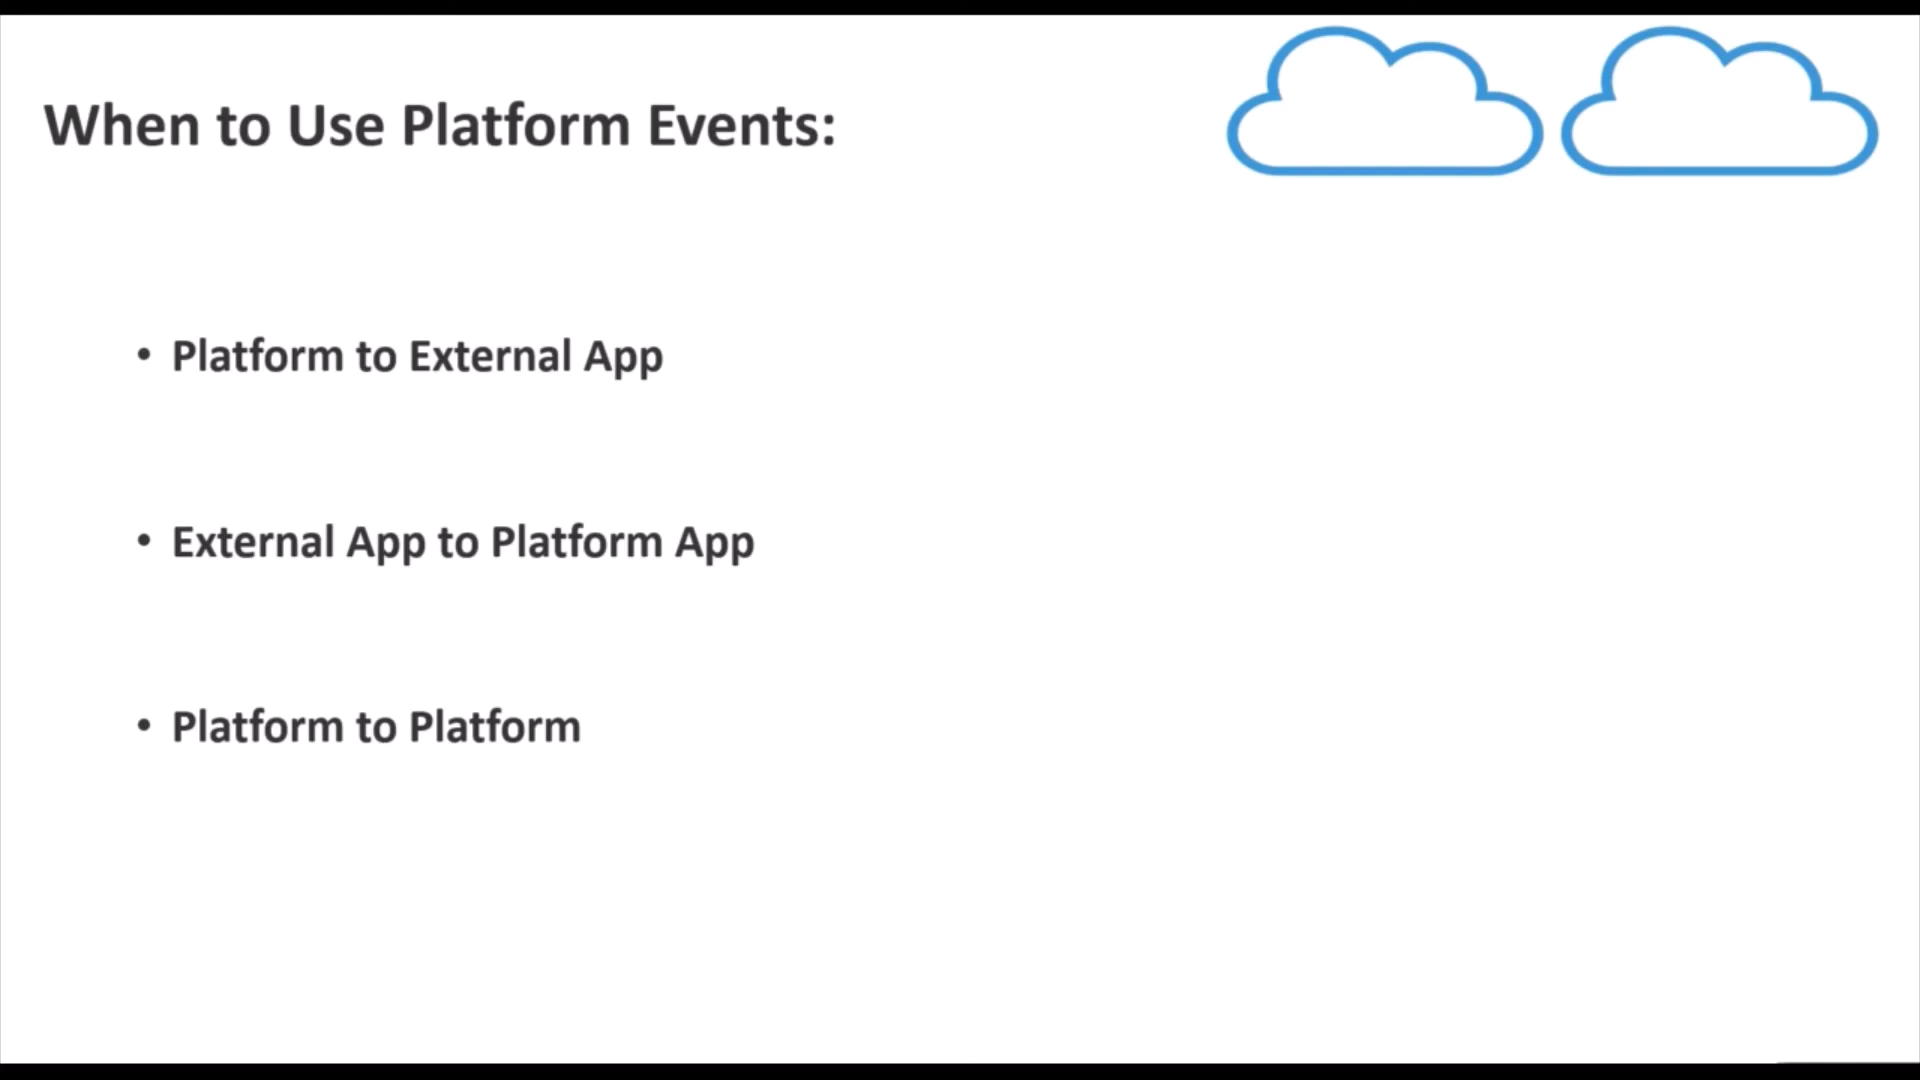 When to Use Platform Events:
• Platform to External App
• External App to Platform App
• Platform to Platform